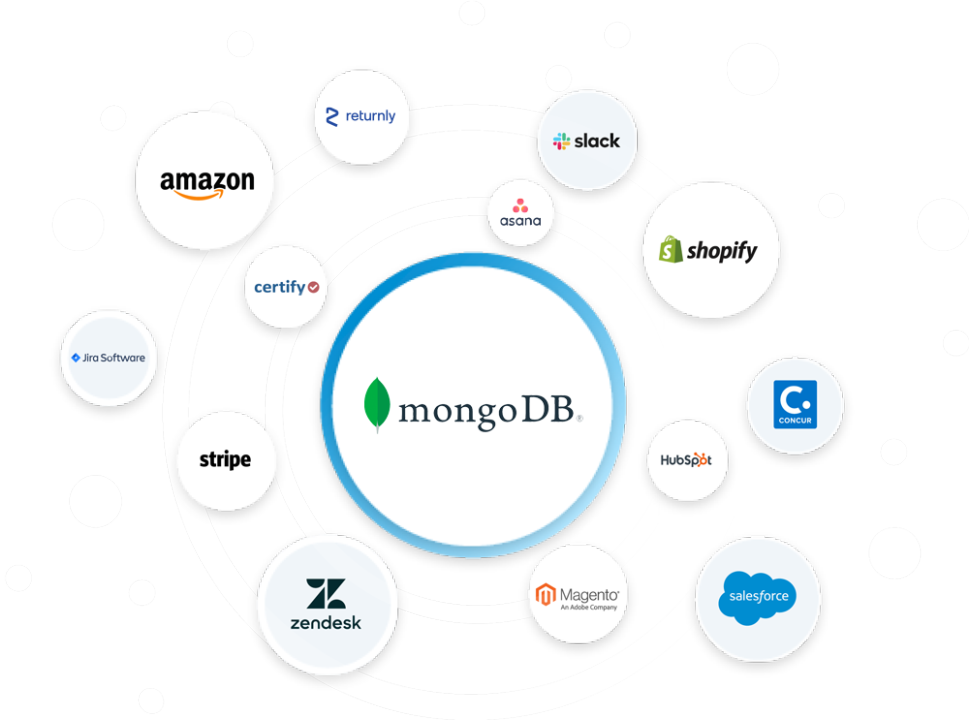 returnly
slack
amazon
asana
shopify
certify
Jira Software
mongoDB®
C.
CONCUR
stripe
HubSpot
zendesk
Magento®
An Adobe Company
salesforce